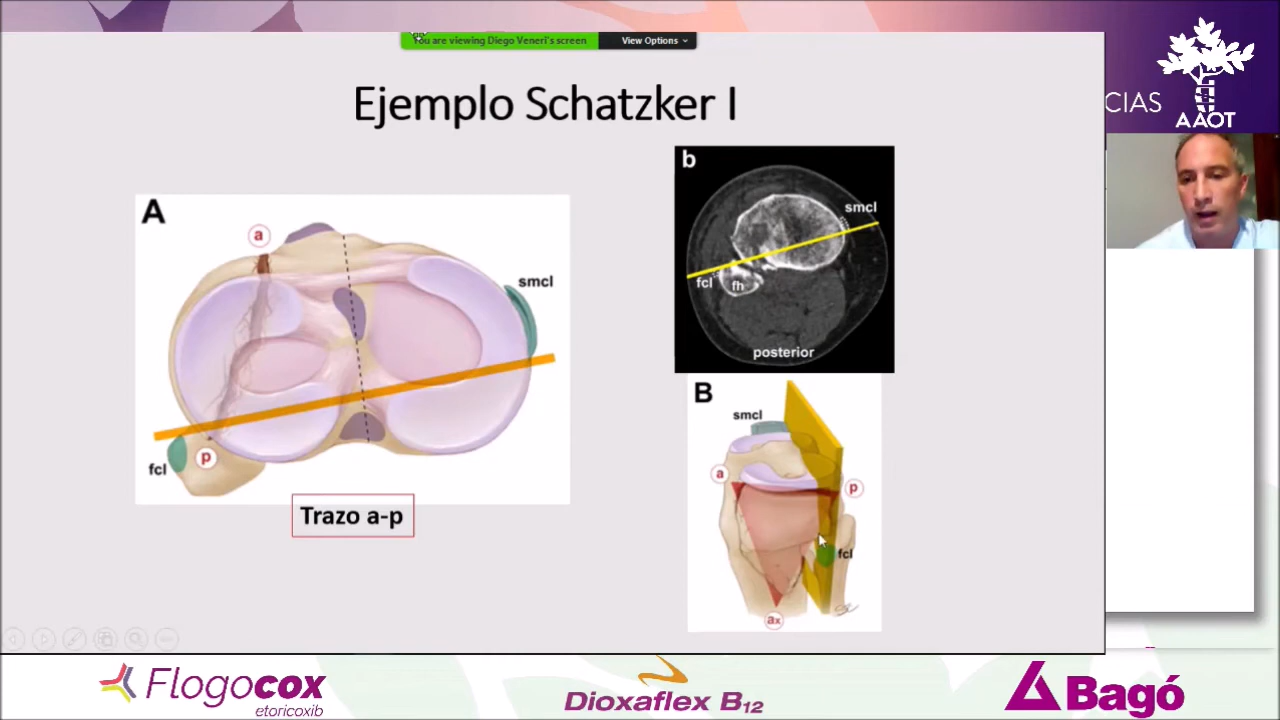 You are viewing Diego Veneri's screen
View Options
CIAS
AAOT
Ejemplo Schatzker I
A
a
smcl
fcl
p
Trazo a-p
b
smcl
fcl
fh
posterior
B
smcl
a
p
fcl
ax
Flogocox
etoricoxib
Dioxaflex B12
Bagó